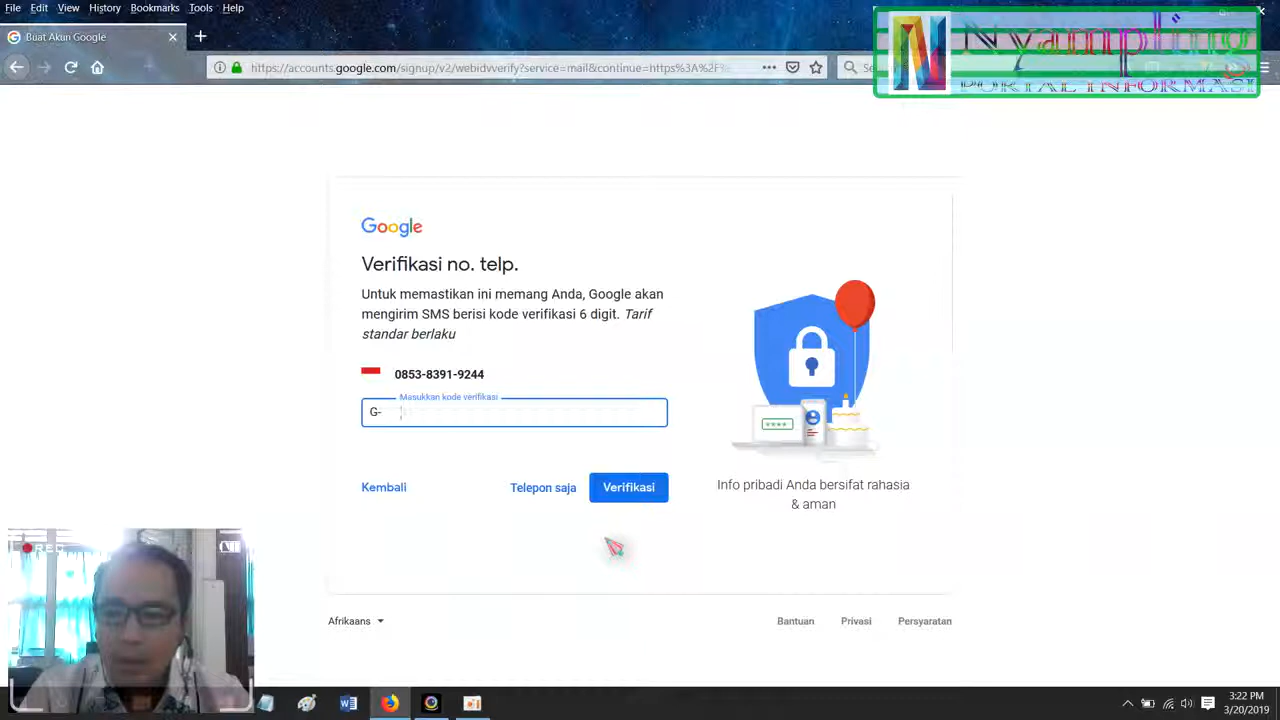 File Edit View History Bookmarks Tools Help
Buat Akun Google
https://accounts.google.com/signup/v2/webidvverify?service=mail&continue=https%3A%2F%
Nyamplung
PORTAL INFORMASI
Google
Verifikasi no. telp.
Untuk memastikan ini memang Anda, Google akan
mengirim SMS berisi kode verifikasi 6 digit. Tarif
standar berlaku
0853-8391-9244
Masukkan kode verifikasi
G-
Kembali
Telepon saja
Verifikasi
Info pribadi Anda bersifat rahasia
& aman
Afrikaans
Bantuan
Privasi
Persyaratan
3:22 PM
3/20/2019